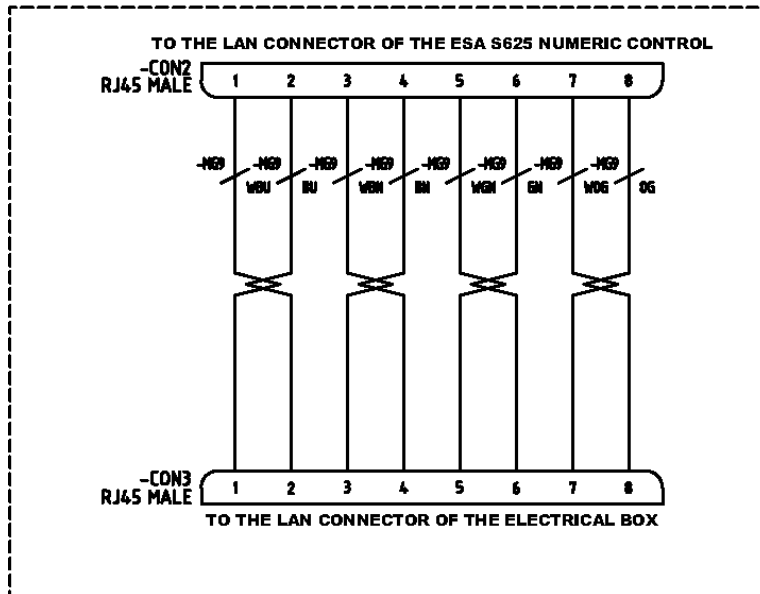 TO THE LAN CONNECTOR OF THE ESA S625 NUMERIC CONTROL
-CON2
RJ45 MALE
1 2 3 4 5 6 7 8
-MG9 -MG9 -MG9 -MG9 -MG9 -MG9 -MG9 -MG9
WBU BU WBN BN WGN GN WOG OG
-CON3
RJ45 MALE
1 2 3 4 5 6 7 8
TO THE LAN CONNECTOR OF THE ELECTRICAL BOX